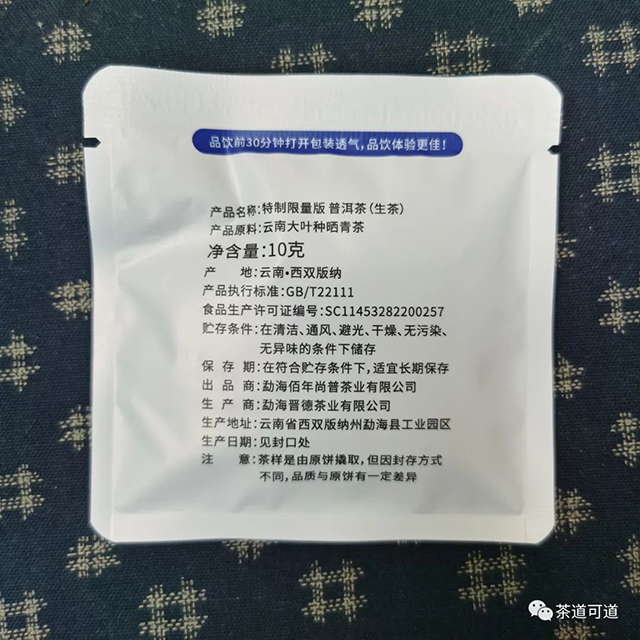 品饮前30分钟打开包装透气,品饮体验更佳!
产品名称:特制限量版 普洱茶(生茶)
产品原料:云南大叶种晒青茶
净含量:10克
产 地:云南·西双版纳
产品执行标准:GB/T22111
食品生产许可证编号:SC11453282200257
贮存条件:在清洁、通风、避光、干燥、无污染、
无异味的条件下储存
保 存 期:在符合贮存条件下,适宜长期保存
出 品 商:勐海佰年尚普茶业有限公司
生 产 商:勐海晋德茶业有限公司
生产地址:云南省西双版纳州勐海县工业园区
生产日期:见封口处
注 意:茶样是由原饼撬取,但因封存方式
不同,品质与原饼有一定差异
茶道可道